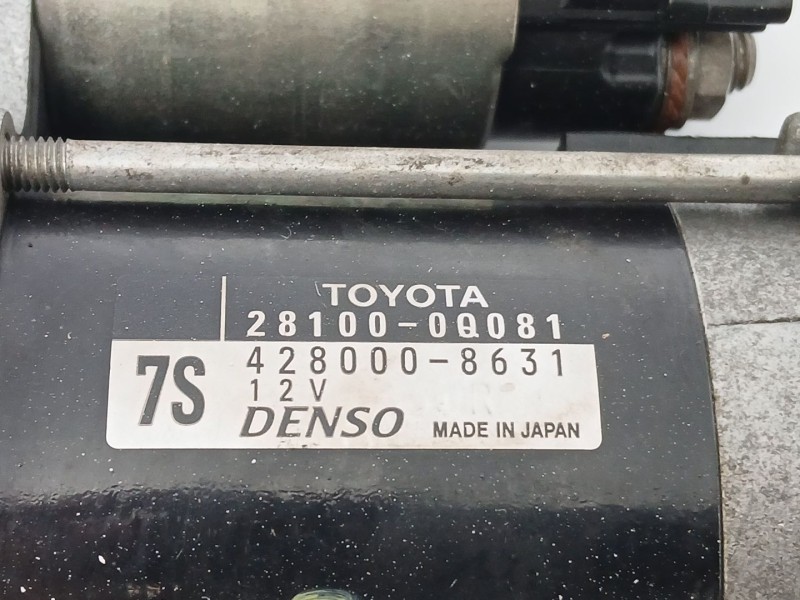 TOYOTA
28100-0Q081
7S
428000-8631
12V
DENSO
MADE IN JAPAN